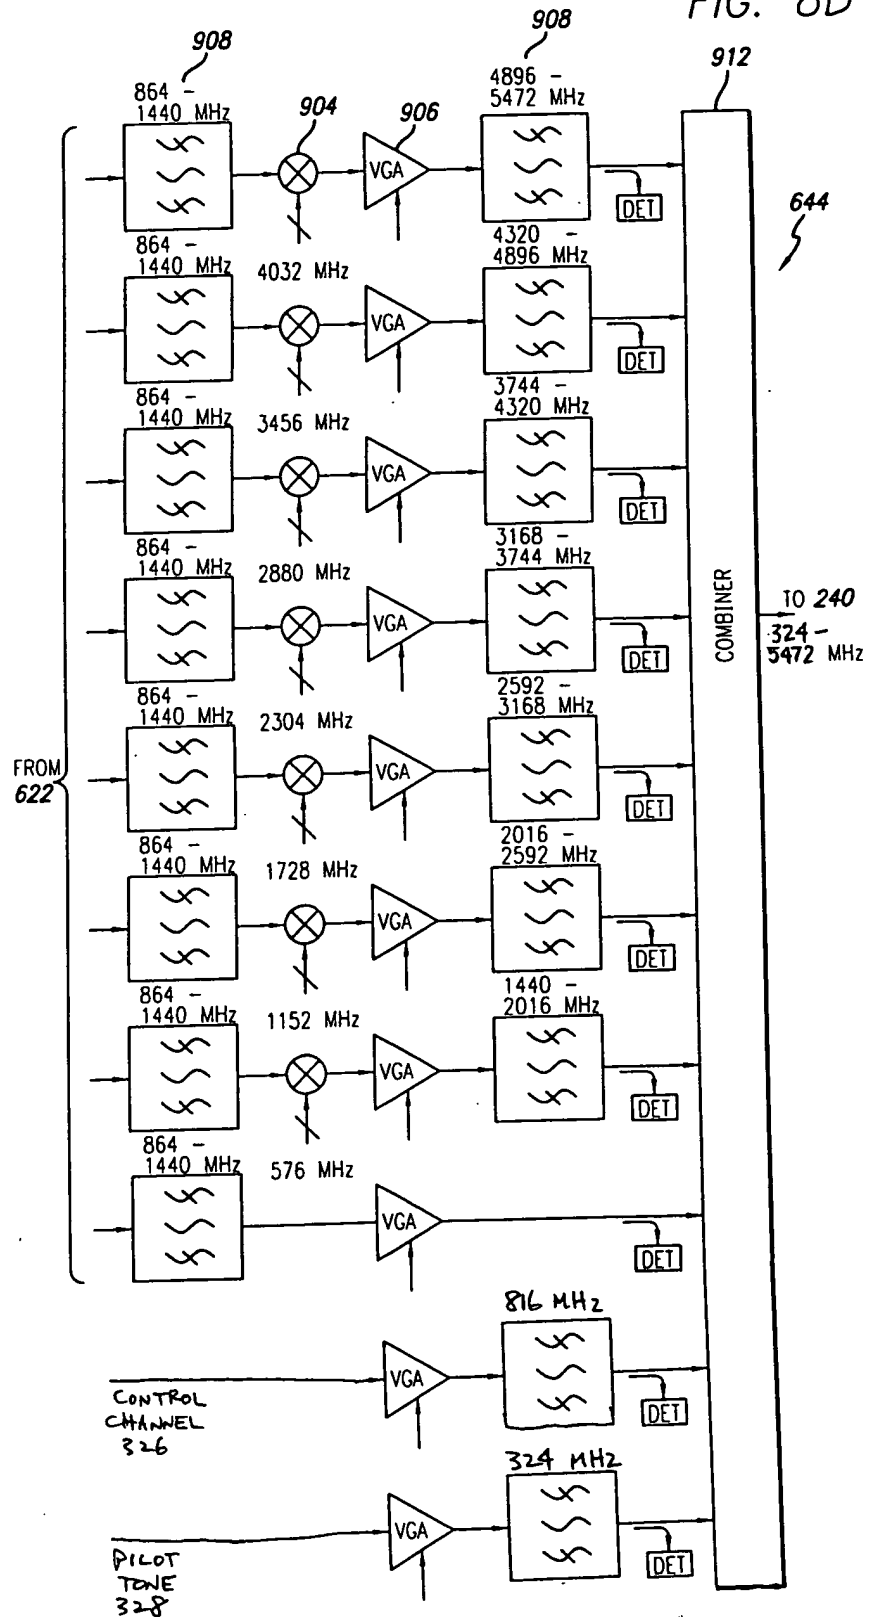 FIG. 8D
908
864 -
1440 MHz
904
906
VGA
908
4896 -
5472 MHz
DET
912
644
864 -
1440 MHz
4032 MHz
VGA
4320 -
4896 MHz
DET
864 -
1440 MHz
3456 MHz
VGA
3744 -
4320 MHz
DET
864 -
1440 MHz
2880 MHz
VGA
3168 -
3744 MHz
DET
COMBINER
TO 240
324 -
5472 MHz
FROM
622
864 -
1440 MHz
2304 MHz
VGA
2592 -
3168 MHz
DET
864 -
1440 MHz
1728 MHz
VGA
2016 -
2592 MHz
DET
864 -
1440 MHz
1152 MHz
VGA
1440 -
2016 MHz
DET
864 -
1440 MHz
576 MHz
VGA
DET
CONTROL
CHANNEL
326
VGA
816 MHz
DET
PILOT
TONE
328
VGA
324 MHz
DET